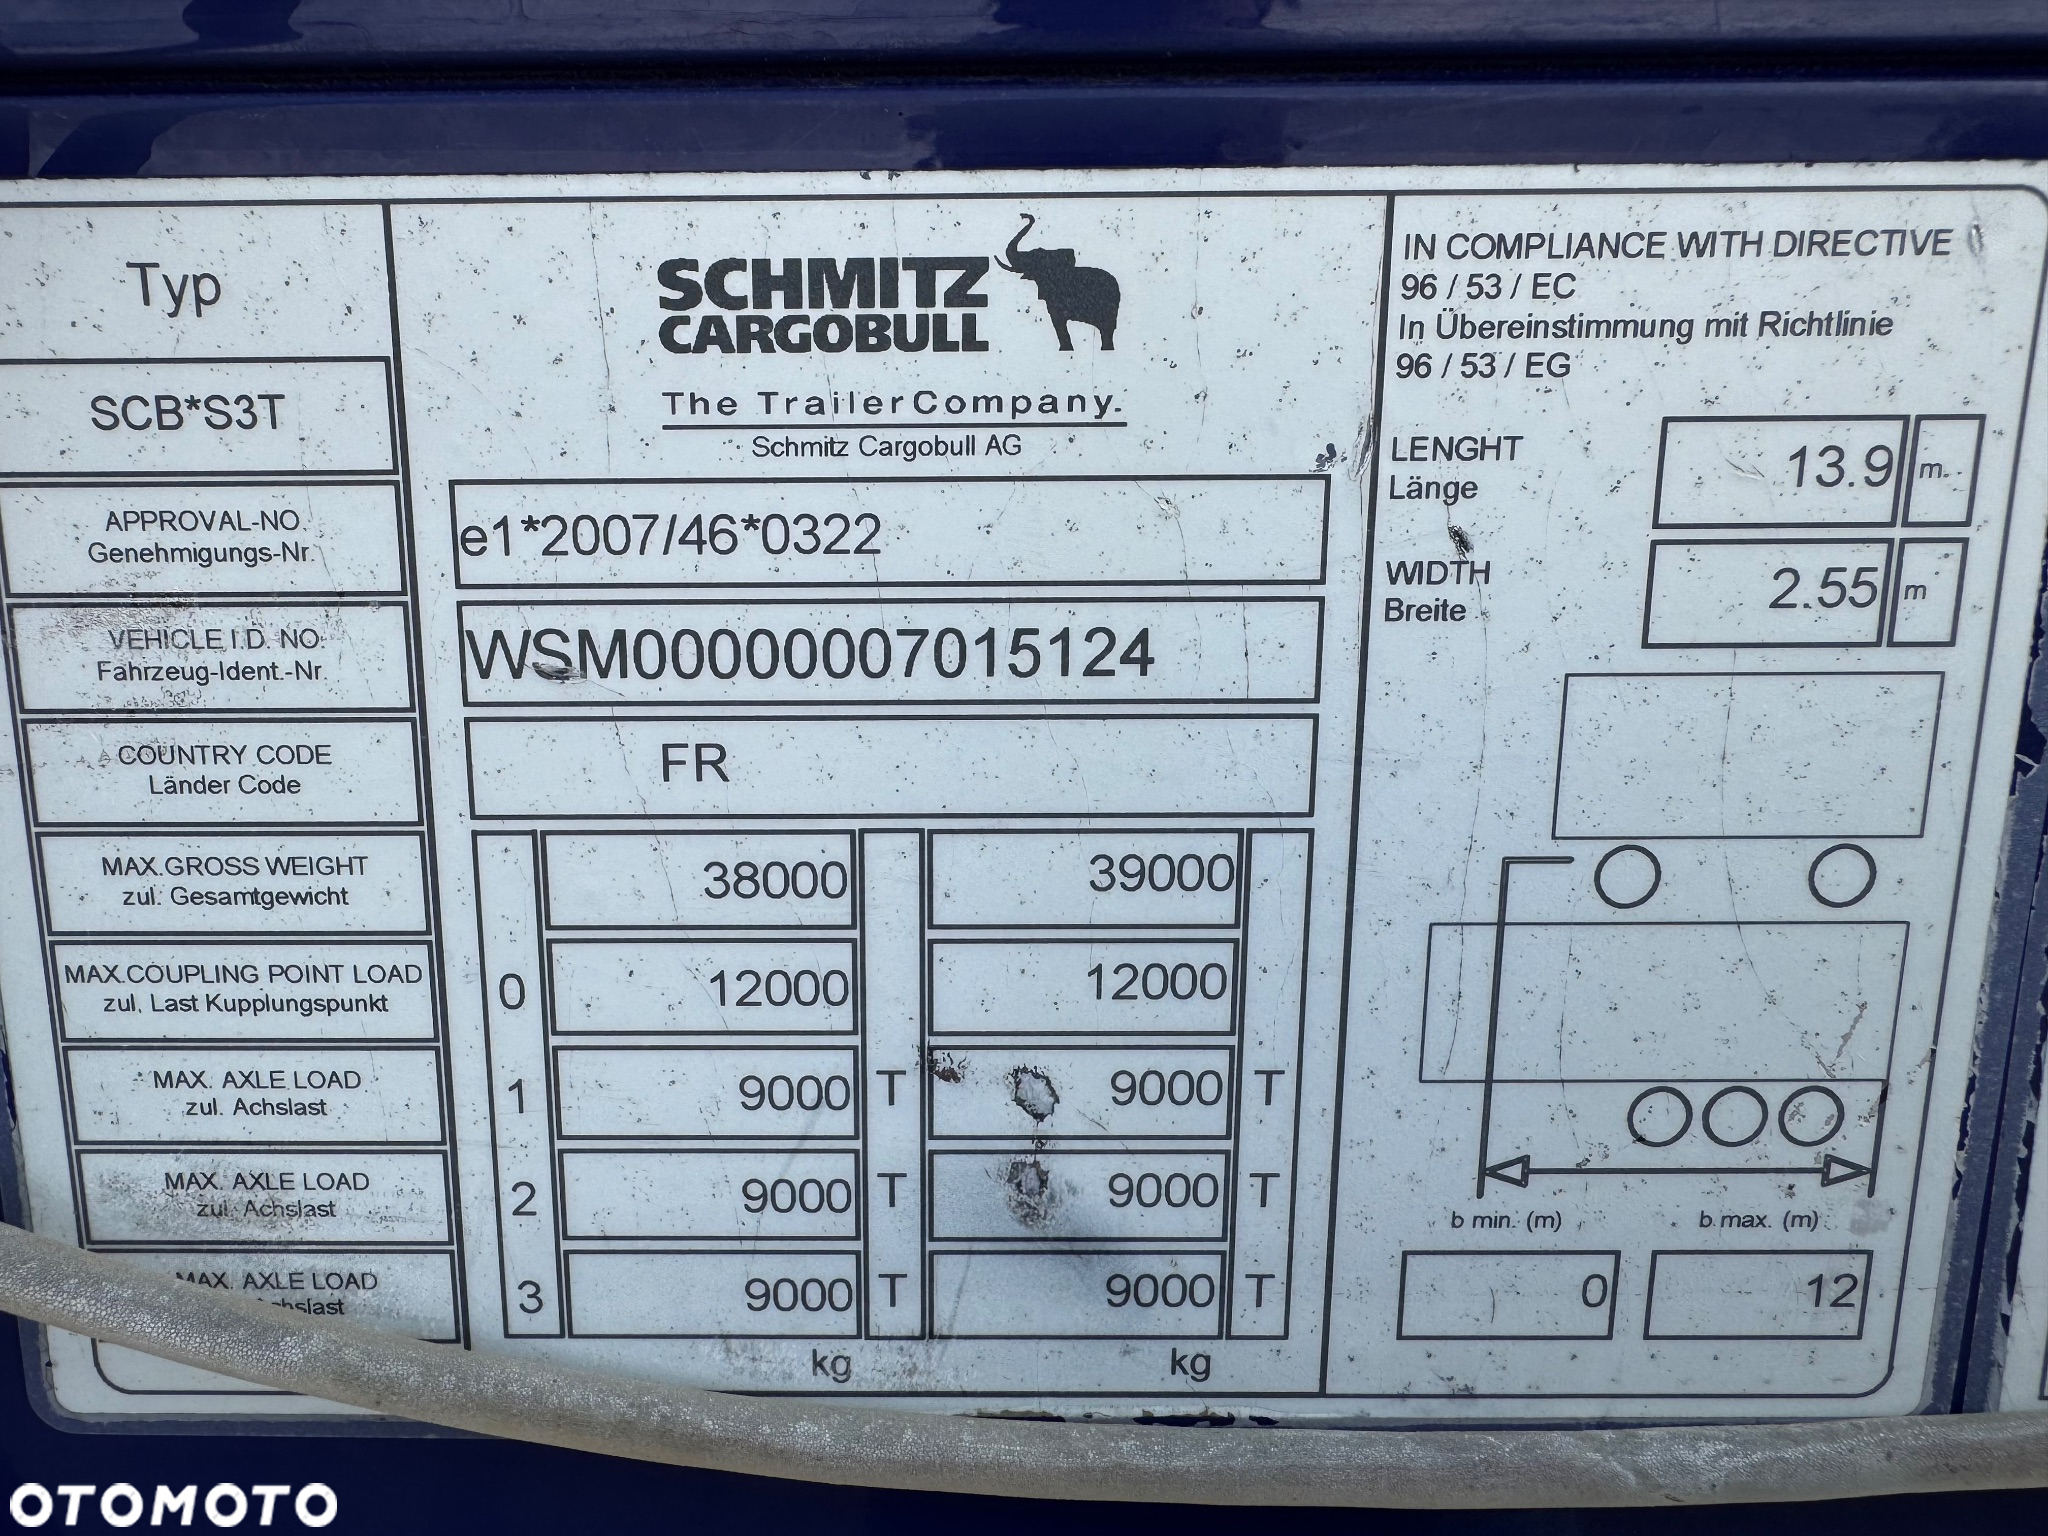 Typ
SCHMITZ
CARGOBULL
The TrailerCompany.
Schmitz Cargobull AG
SCB*S3T
APPROVAL-NO.
Genehmigungs-Nr.
e1*2007/46*0322
VEHICLE I.D. NO.
Fahrzeug-Ident.-Nr.
WSM00000007015124
COUNTRY CODE
Länder Code
FR
MAX.GROSS WEIGHT
zul. Gesamtgewicht
38000 39000
MAX.COUPLING POINT LOAD
zul. Last Kupplungspunkt
0 12000 12000
MAX. AXLE LOAD
zul. Achslast
1 9000 T 9000 T
MAX. AXLE LOAD
zul. Achslast
2 9000 T 9000 T
MAX. AXLE LOAD
Achslast
3 9000 T 9000 T
kg kg
IN COMPLIANCE WITH DIRECTIVE
96 / 53 / EC
In Übereinstimmung mit Richtlinie
96 / 53 / EG
LENGHT
Länge
13.9 m.
WIDTH
Breite
2.55 m
b min. (m) b max. (m)
0 12
OTOMOTO